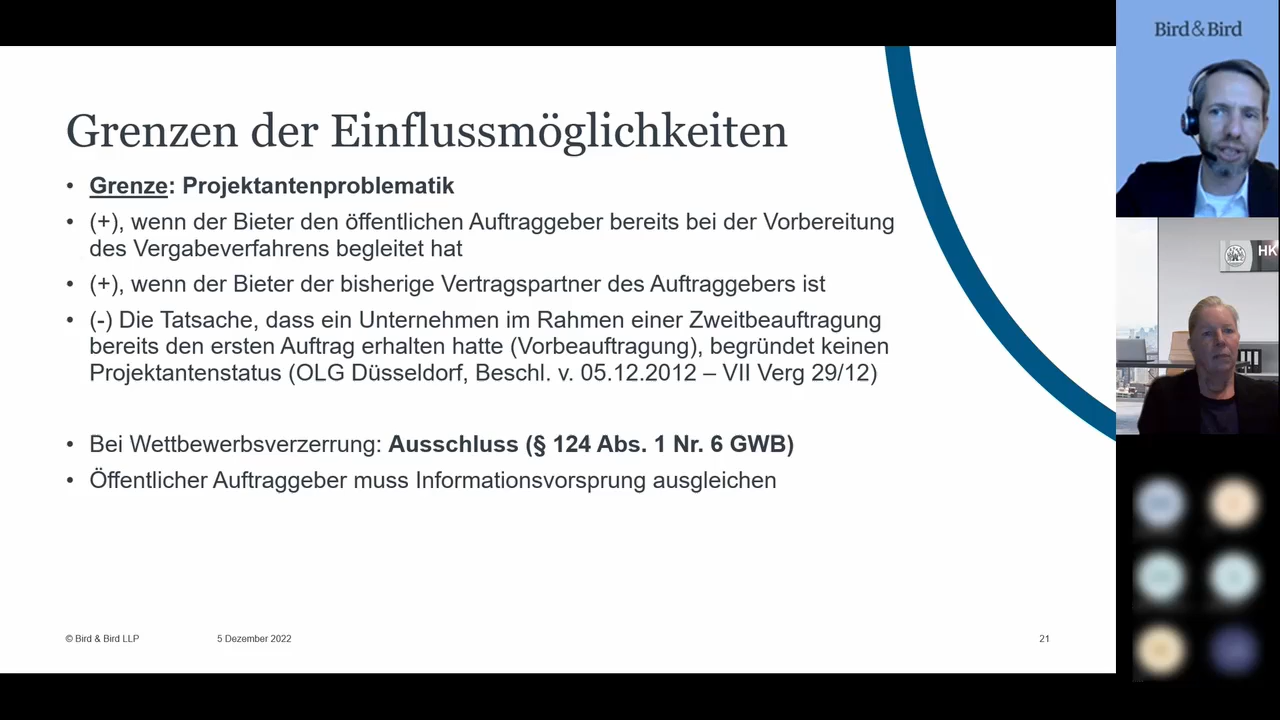 Bird & Bird
Grenzen der Einflussmöglichkeiten
• Grenze: Projektantenproblematik
• (+), wenn der Bieter den öffentlichen Auftraggeber bereits bei der Vorbereitung
des Vergabeverfahrens begleitet hat
• (+), wenn der Bieter der bisherige Vertragspartner des Auftraggebers ist
• (-) Die Tatsache, dass ein Unternehmen im Rahmen einer Zweitbeauftragung
bereits den ersten Auftrag erhalten hatte (Vorbeauftragung), begründet keinen
Projektantenstatus (OLG Düsseldorf, Beschl. v. 05.12.2012 – VII Verg 29/12)
• Bei Wettbewerbsverzerrung: Ausschluss (§ 124 Abs. 1 Nr. 6 GWB)
• Öffentlicher Auftraggeber muss Informationsvorsprung ausgleichen
© Bird & Bird LLP
5 Dezember 2022
21
HK